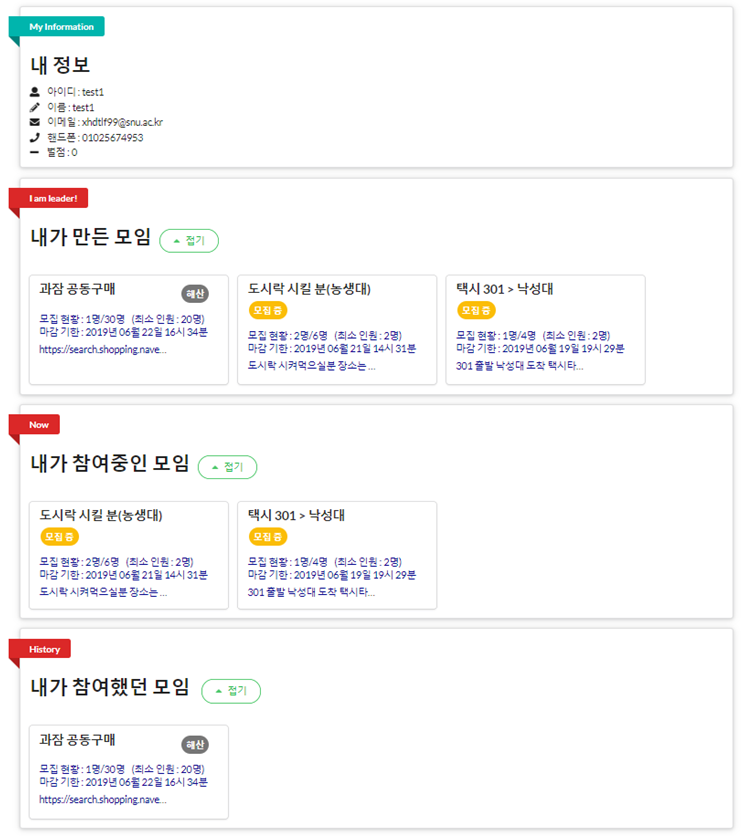 My Information
내 정보
아이디 : test1
이름 : test1
이메일 : xhdtlf99@snu.ac.kr
핸드폰 : 01025674953
벌점 : 0
I am leader!
내가 만든 모임 접기
과잠 공동구매 해산
모집 현황 : 1명/30명 (최소 인원 : 20명)
마감 기한 : 2019년 06월 22일 16시 34분
https://search.shopping.nave...
도시락 시킬 분(농생대)
모집 중
모집 현황 : 2명/6명 (최소 인원 : 2명)
마감 기한 : 2019년 06월 21일 14시 31분
도시락 시켜먹으실분 장소는 ...
택시 301 > 낙성대
모집 중
모집 현황 : 1명/4명 (최소 인원 : 2명)
마감 기한 : 2019년 06월 19일 19시 29분
301 출발 낙성대 도착 택시타...
Now
내가 참여중인 모임 접기
도시락 시킬 분(농생대)
모집 중
모집 현황 : 2명/6명 (최소 인원 : 2명)
마감 기한 : 2019년 06월 21일 14시 31분
도시락 시켜먹으실분 장소는 ...
택시 301 > 낙성대
모집 중
모집 현황 : 1명/4명 (최소 인원 : 2명)
마감 기한 : 2019년 06월 19일 19시 29분
301 출발 낙성대 도착 택시타...
History
내가 참여했던 모임 접기
과잠 공동구매 해산
모집 현황 : 1명/30명 (최소 인원 : 20명)
마감 기한 : 2019년 06월 22일 16시 34분
https://search.shopping.nave...